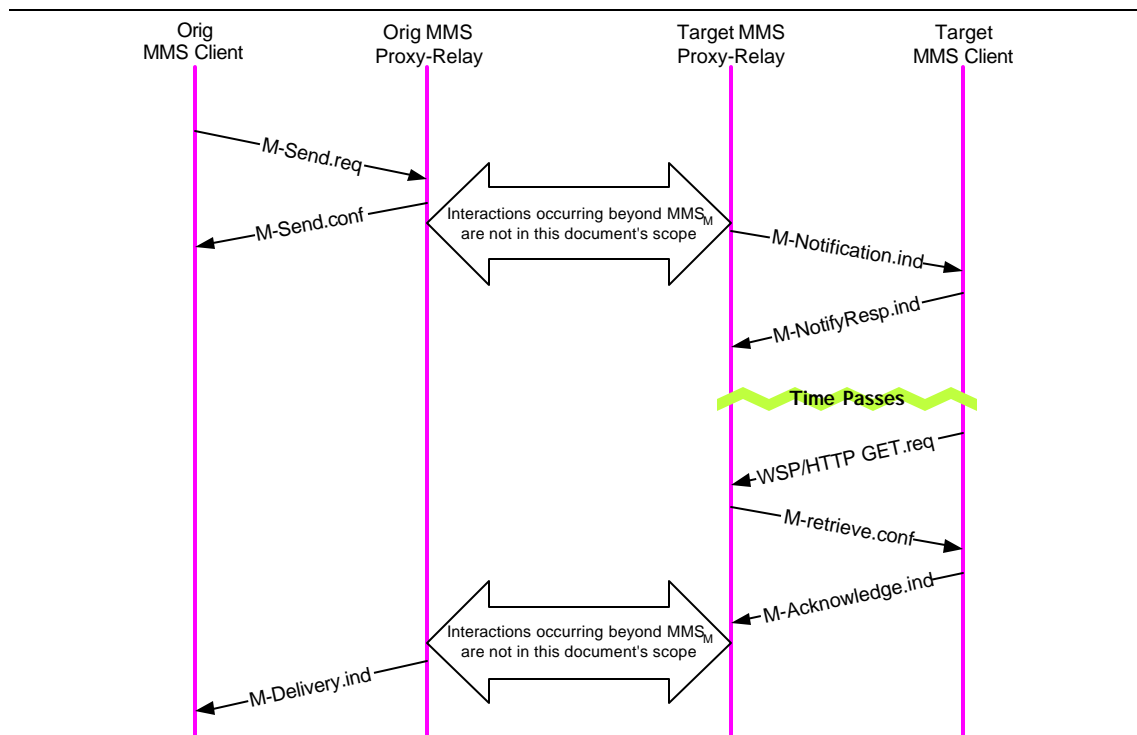 Orig
MMS Client
Orig MMS
Proxy-Relay
Target MMS
Proxy-Relay
Target
MMS Client
M-Send.req
M-Send.conf
Interactions occurring beyond MMSM
are not in this document's scope
M-Notification.ind
M-NotifyResp.ind
Time Passes
WSP/HTTP GET.req
M-retrieve.conf
M-Acknowledge.ind
Interactions occurring beyond MMSM
are not in this document's scope
M-Delivery.ind